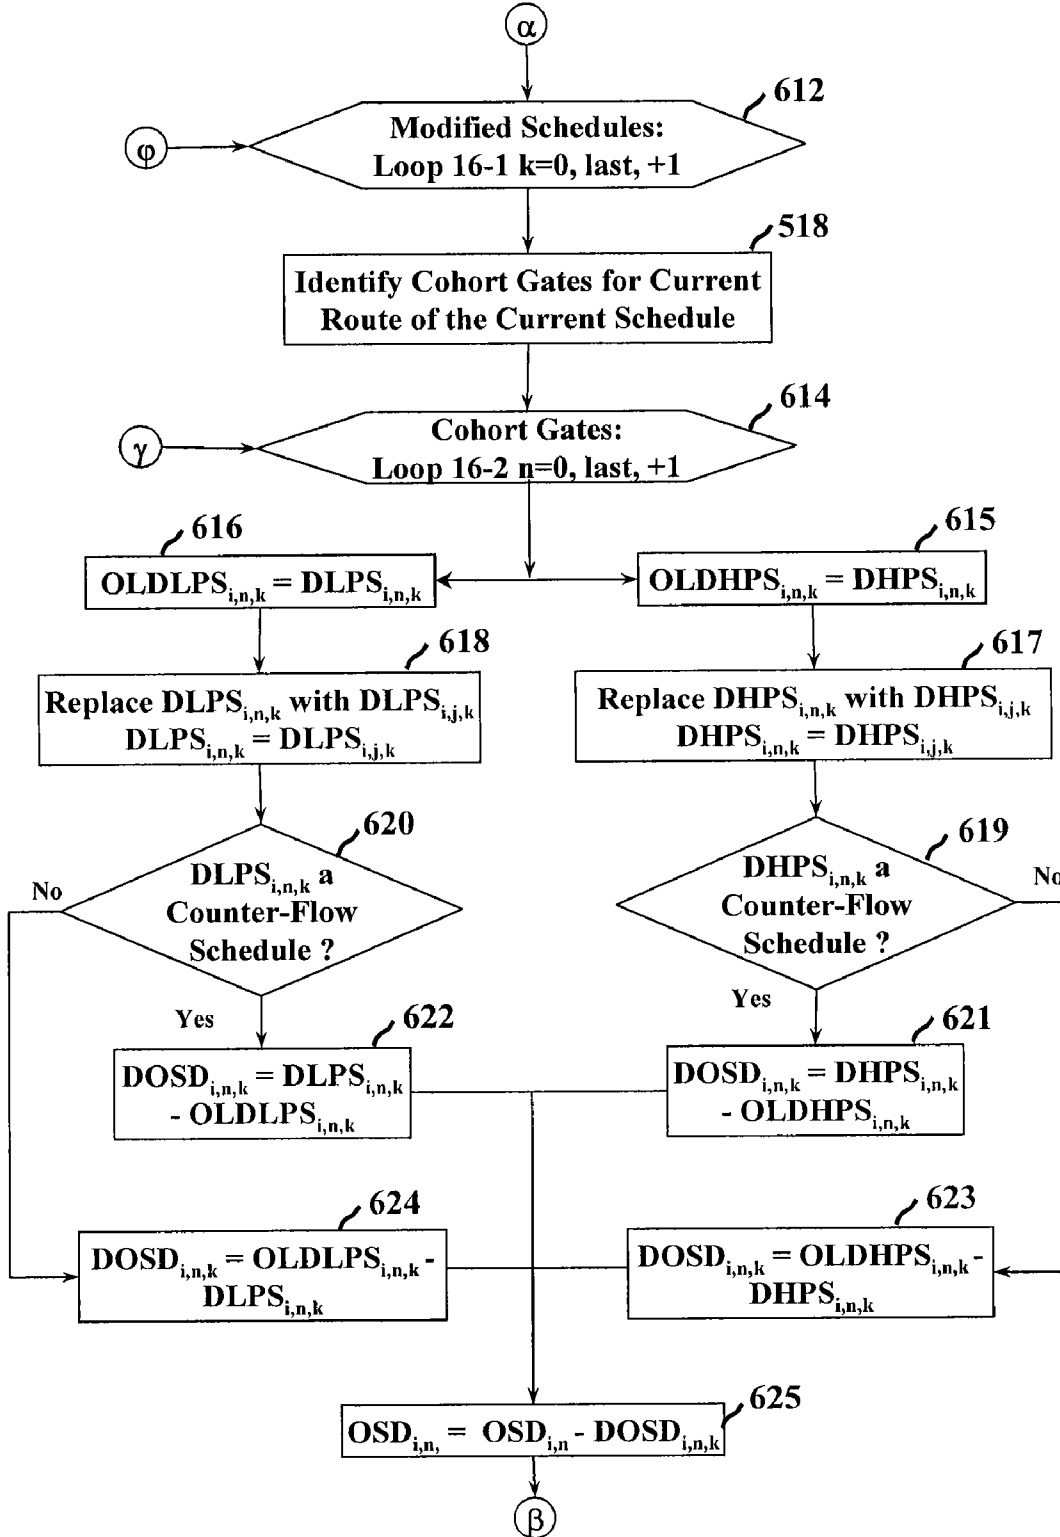 α
612
φ
Modified Schedules:
Loop 16-1 k=0, last, +1
518
Identify Cohort Gates for Current
Route of the Current Schedule
614
γ
Cohort Gates:
Loop 16-2 n=0, last, +1
616
615
OLDLPS_{i,n,k} = DLPS_{i,n,k}
OLDHPS_{i,n,k} = DHPS_{i,n,k}
618
617
Replace DLPS_{i,n,k} with DLPS_{i,j,k}
DLPS_{i,n,k} = DLPS_{i,j,k}
Replace DHPS_{i,n,k} with DHPS_{i,j,k}
DHPS_{i,n,k} = DHPS_{i,j,k}
620
619
No
DLPS_{i,n,k} a
Counter-Flow
Schedule ?
DHPS_{i,n,k} a
Counter-Flow
Schedule ?
No
Yes
Yes
622
621
DOSD_{i,n,k} = DLPS_{i,n,k}
- OLDLPS_{i,n,k}
DOSD_{i,n,k} = DHPS_{i,n,k}
- OLDHPS_{i,n,k}
624
623
DOSD_{i,n,k} = OLDLPS_{i,n,k} -
DLPS_{i,n,k}
DOSD_{i,n,k} = OLDHPS_{i,n,k} -
DHPS_{i,n,k}
625
OSD_{i,n,} = OSD_{i,n} - DOSD_{i,n,k}
β